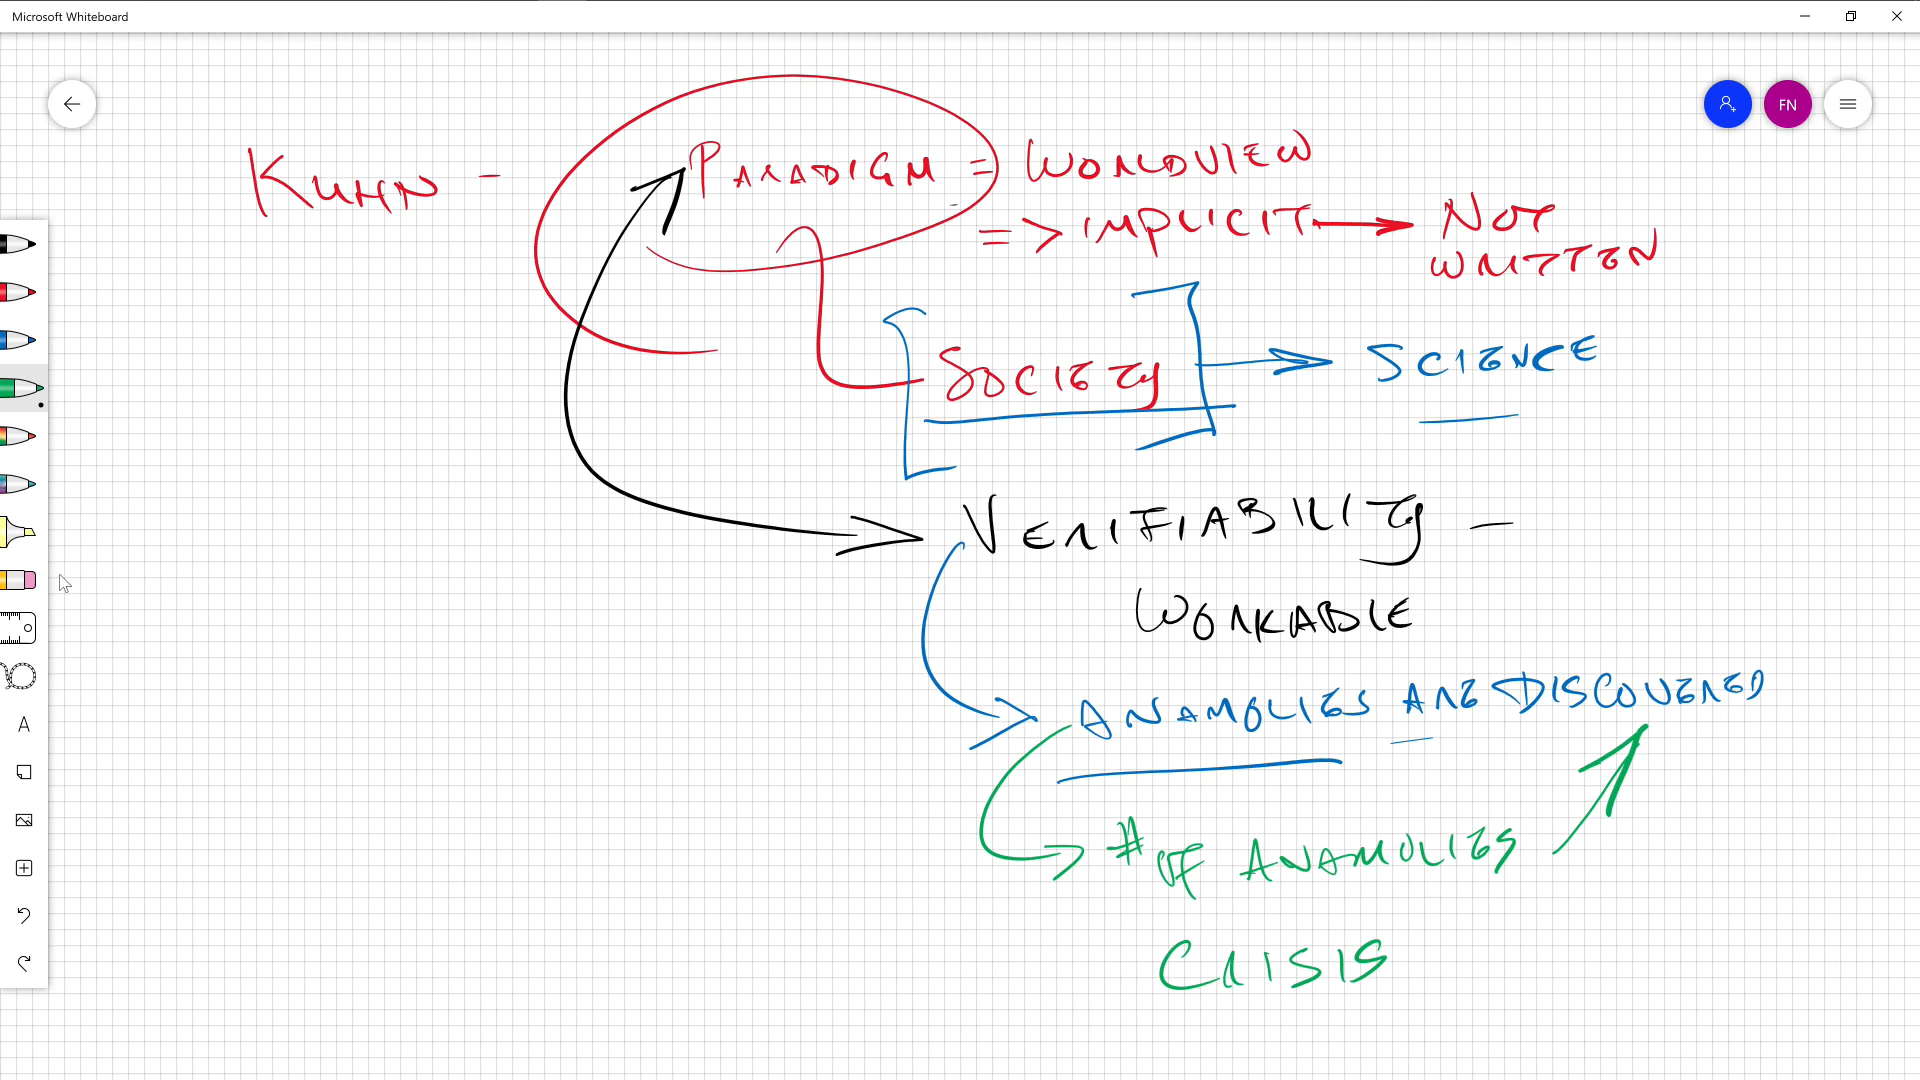 Microsoft Whiteboard
FN
KUHN - PARADIGM = WORLDVIEW
=> IMPLICIT → NOT
WRITTEN
[SOCIETY] → SCIENCE
VERIFIABILITY -
WORKABLE
ANAMOLIES ARE DISCOVERED
# OF ANAMOLIES
CRISIS
A